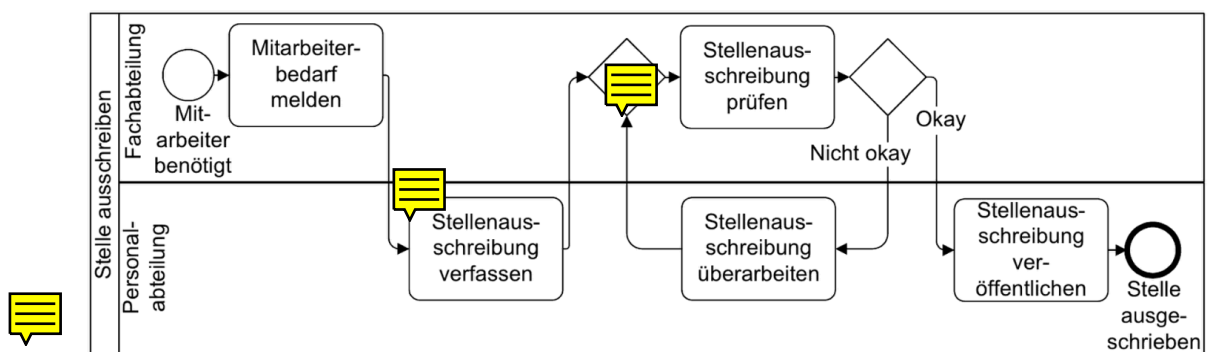 Stelle ausschreiben
Fachabteilung
Mit-
arbeiter
benötigt
Mitarbeiter-
bedarf
melden
Stellenaus-
schreibung
prüfen
Okay
Nicht okay
Personal-
abteilung
Stellenaus-
schreibung
verfassen
Stellenaus-
schreibung
überarbeiten
Stellenaus-
schreibung
ver-
öffentlichen
Stelle
ausge-
schrieben